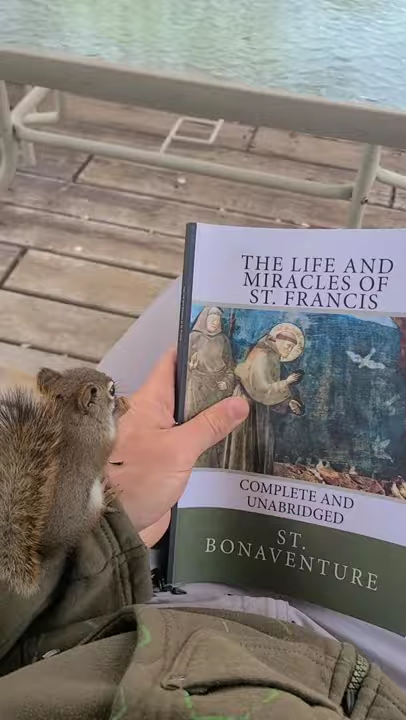 THE LIFE AND
MIRACLES OF
ST. FRANCIS
COMPLETE AND
UNABRIDGED
ST.
BONAVENTURE